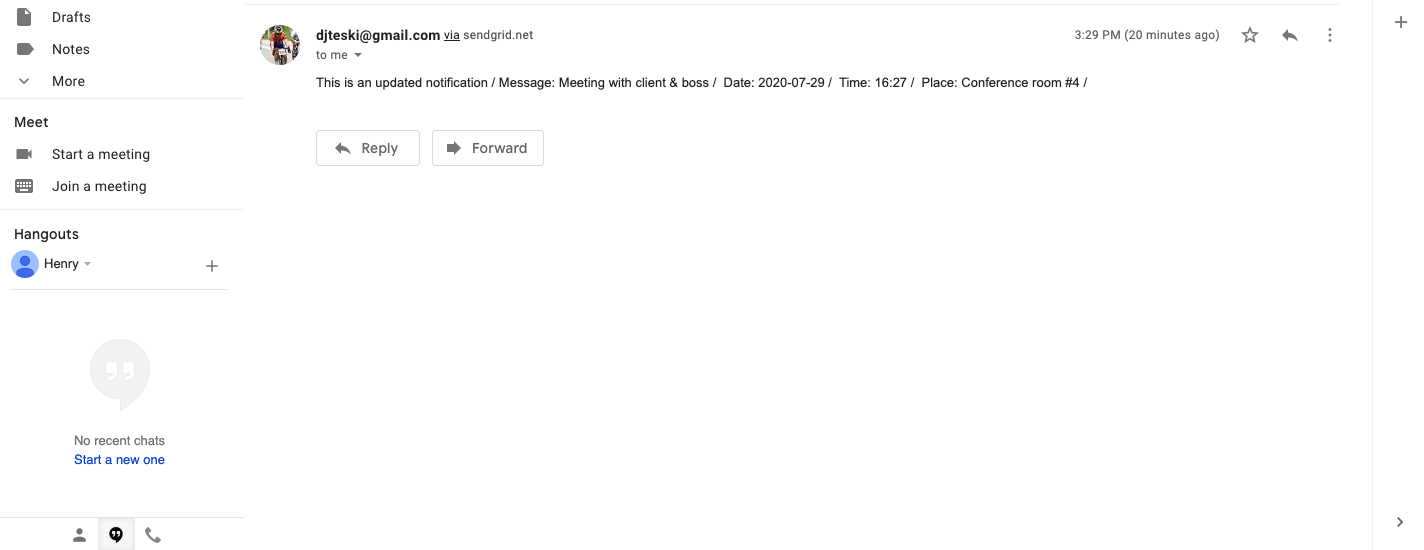 Drafts
Notes
More
Meet
Start a meeting
Join a meeting
Hangouts
Henry
No recent chats
Start a new one
djteski@gmail.com via sendgrid.net
3:29 PM (20 minutes ago)
to me
This is an updated notification / Message: Meeting with client & boss / Date: 2020-07-29 / Time: 16:27 / Place: Conference room #4 /
Reply
Forward